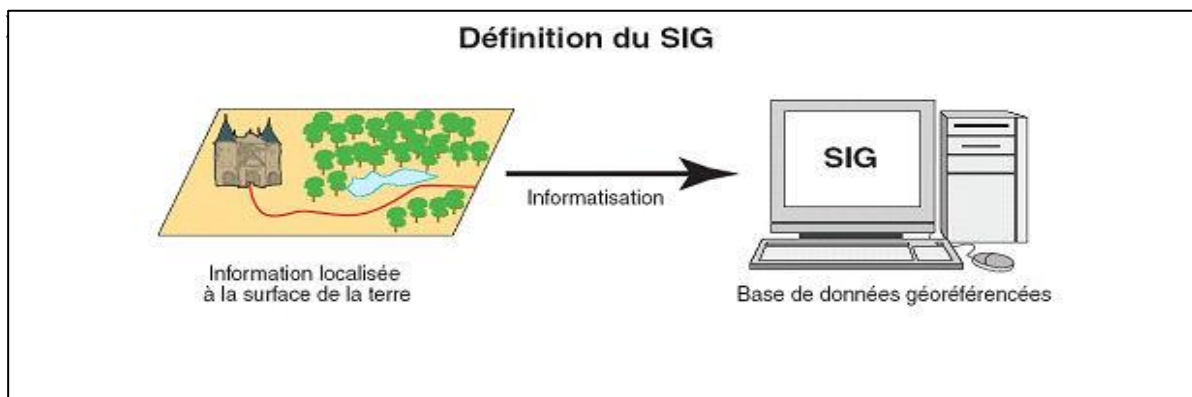 Définition du SIG
SIG
Informatisation
Information localisée
à la surface de la terre
Base de données géoréférencées